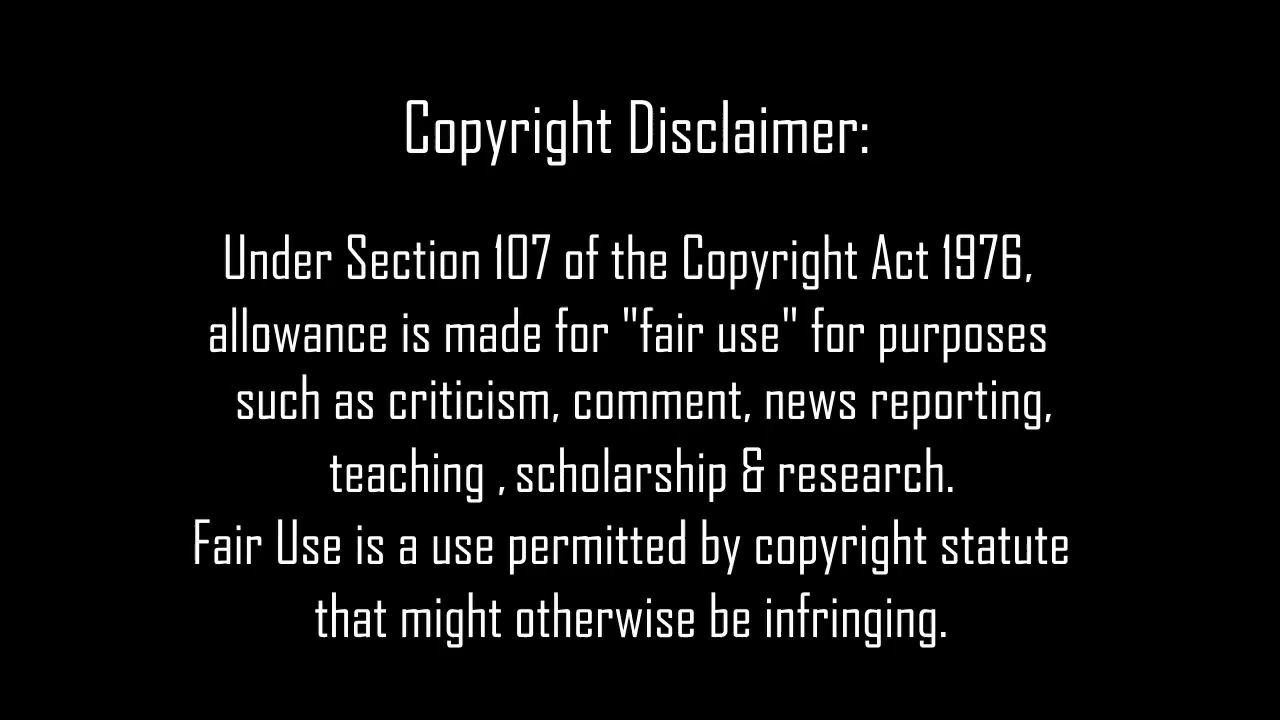 Copyright Disclaimer:
Under Section 107 of the Copyright Act 1976,
allowance is made for "fair use" for purposes
such as criticism, comment, news reporting,
teaching , scholarship & research.
Fair Use is a use permitted by copyright statute
that might otherwise be infringing.